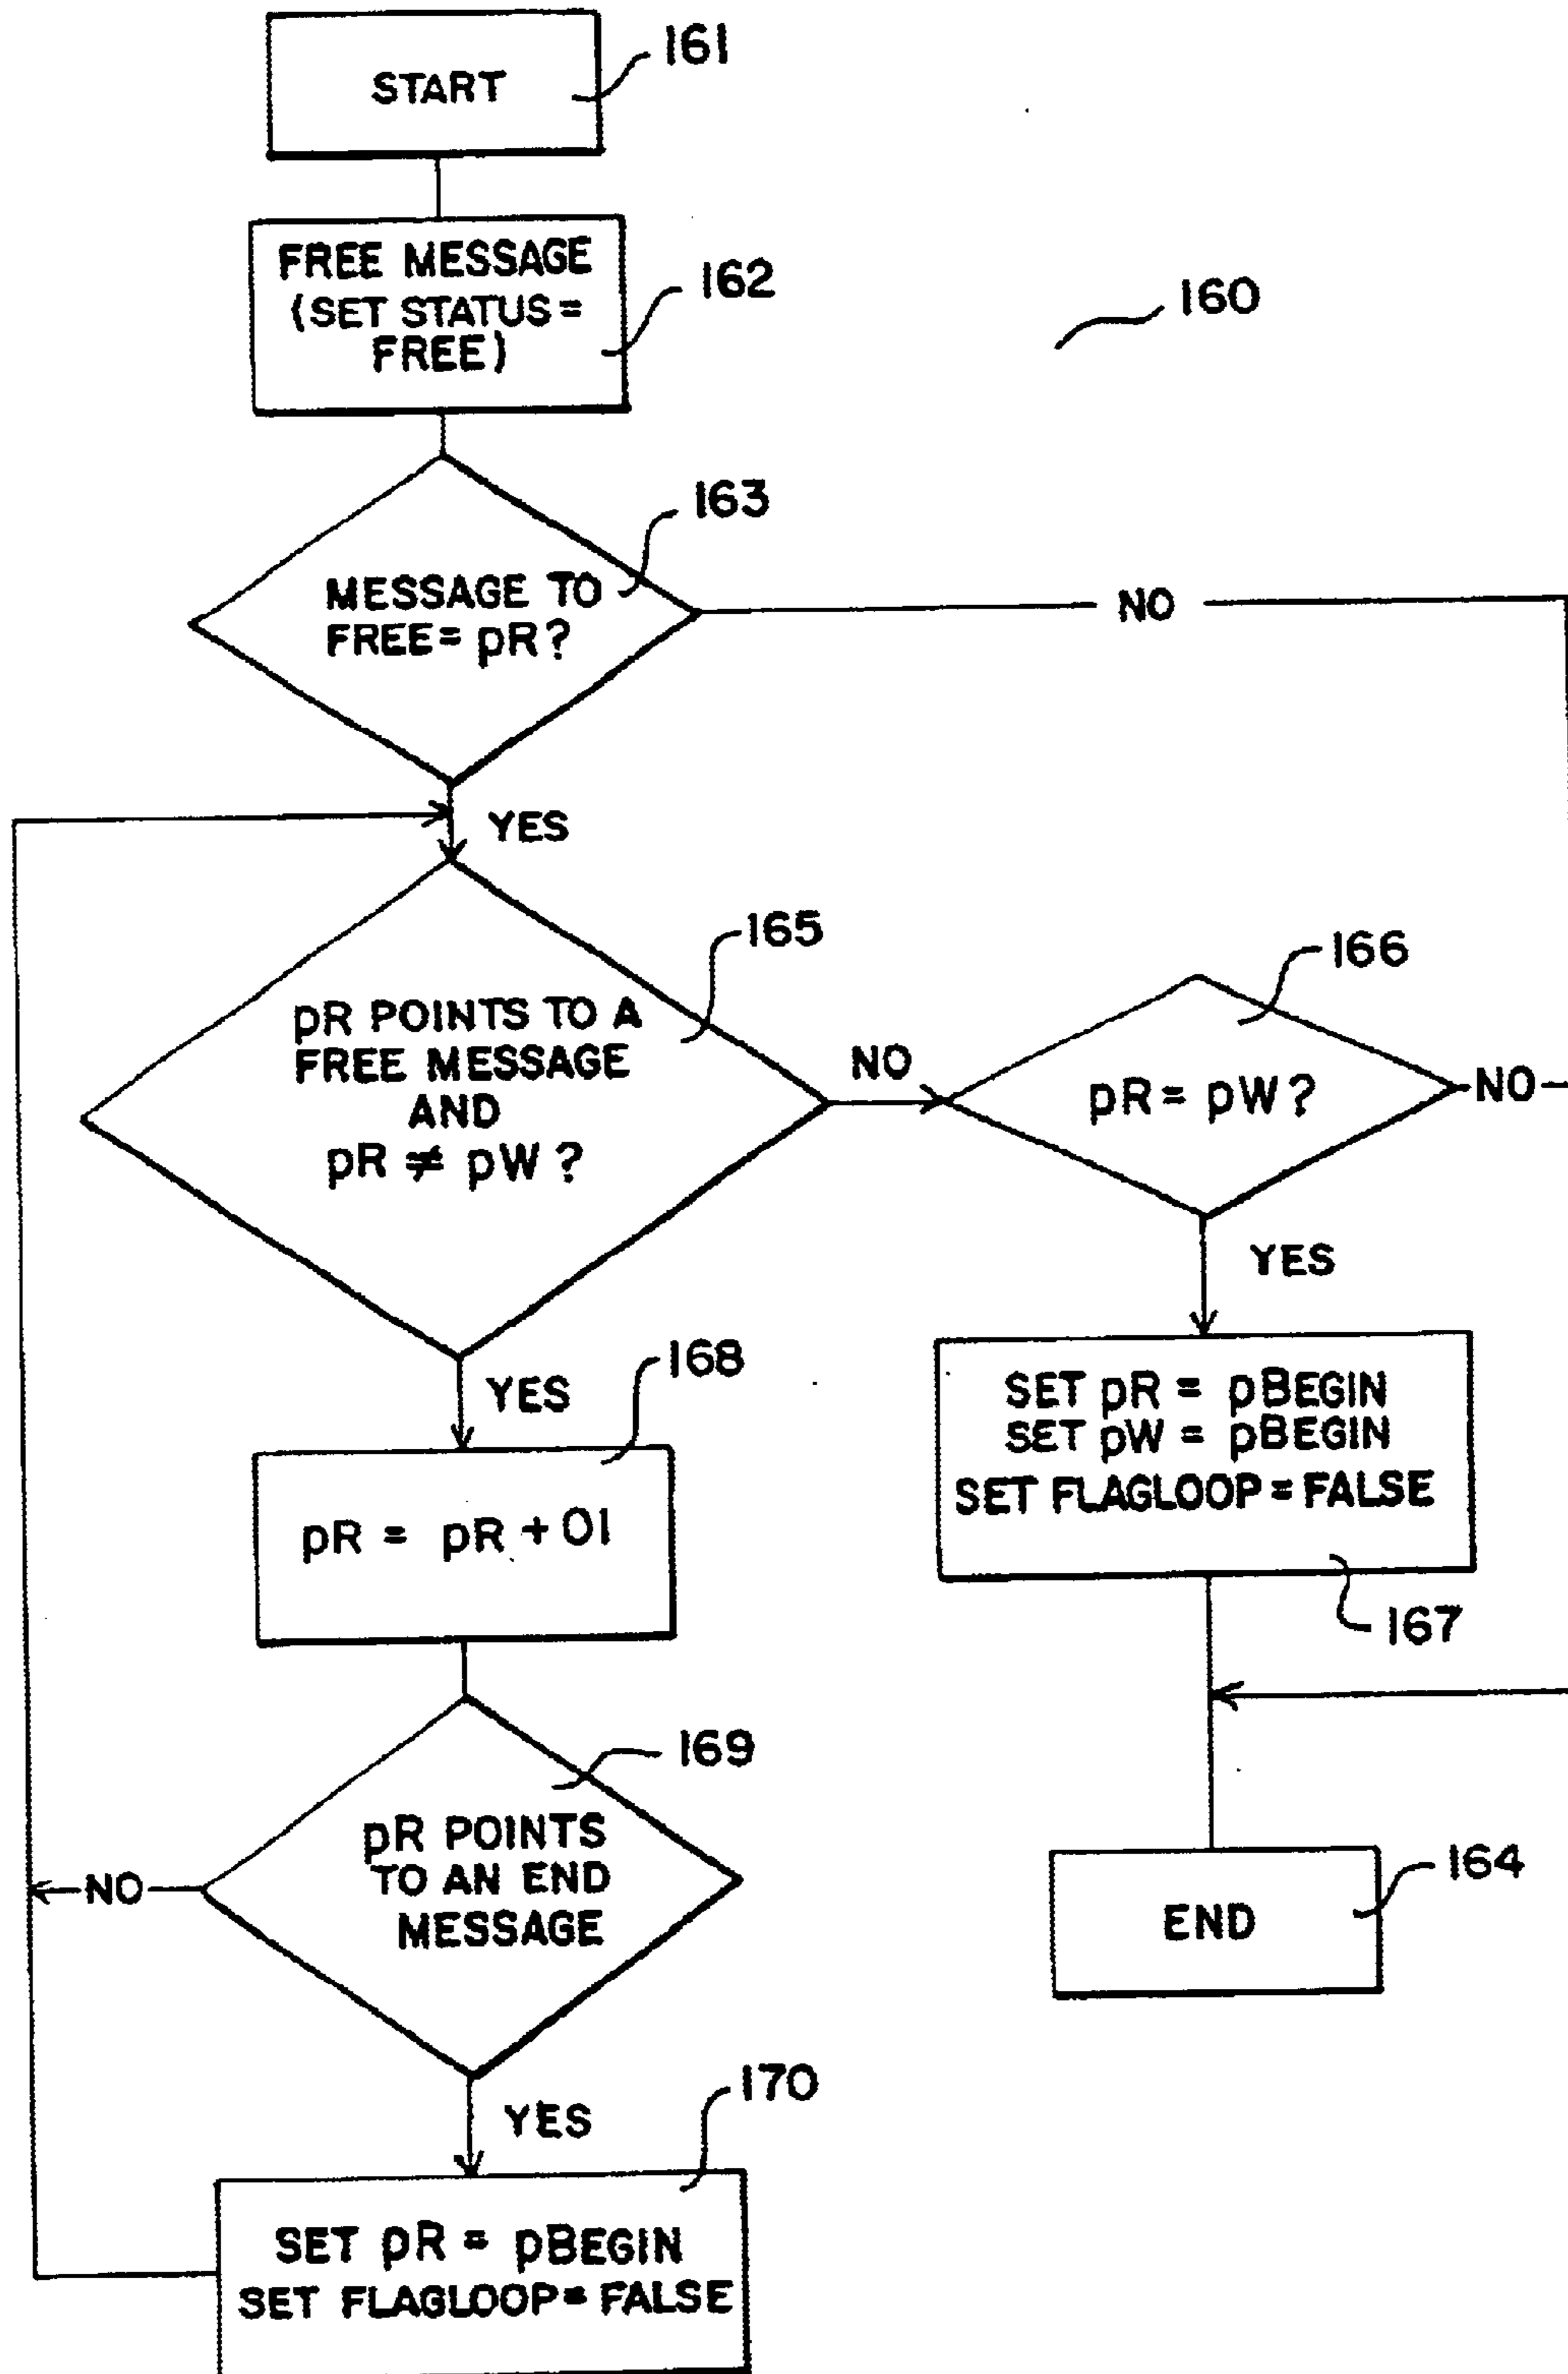 161
START
FREE MESSAGE
(SET STATUS =
FREE)
162
160
163
MESSAGE TO
FREE = pR?
NO
YES
165
pR POINTS TO A
FREE MESSAGE
AND
pR ≠ pW ?
NO
166
pR = pW ?
NO
YES
YES
168
pR = pR + 01
SET pR = pBEGIN
SET pW = pBEGIN
SET FLAGLOOP = FALSE
167
169
pR POINTS
TO AN END
MESSAGE
NO
164
END
YES
170
SET pR = pBEGIN
SET FLAGLOOP = FALSE